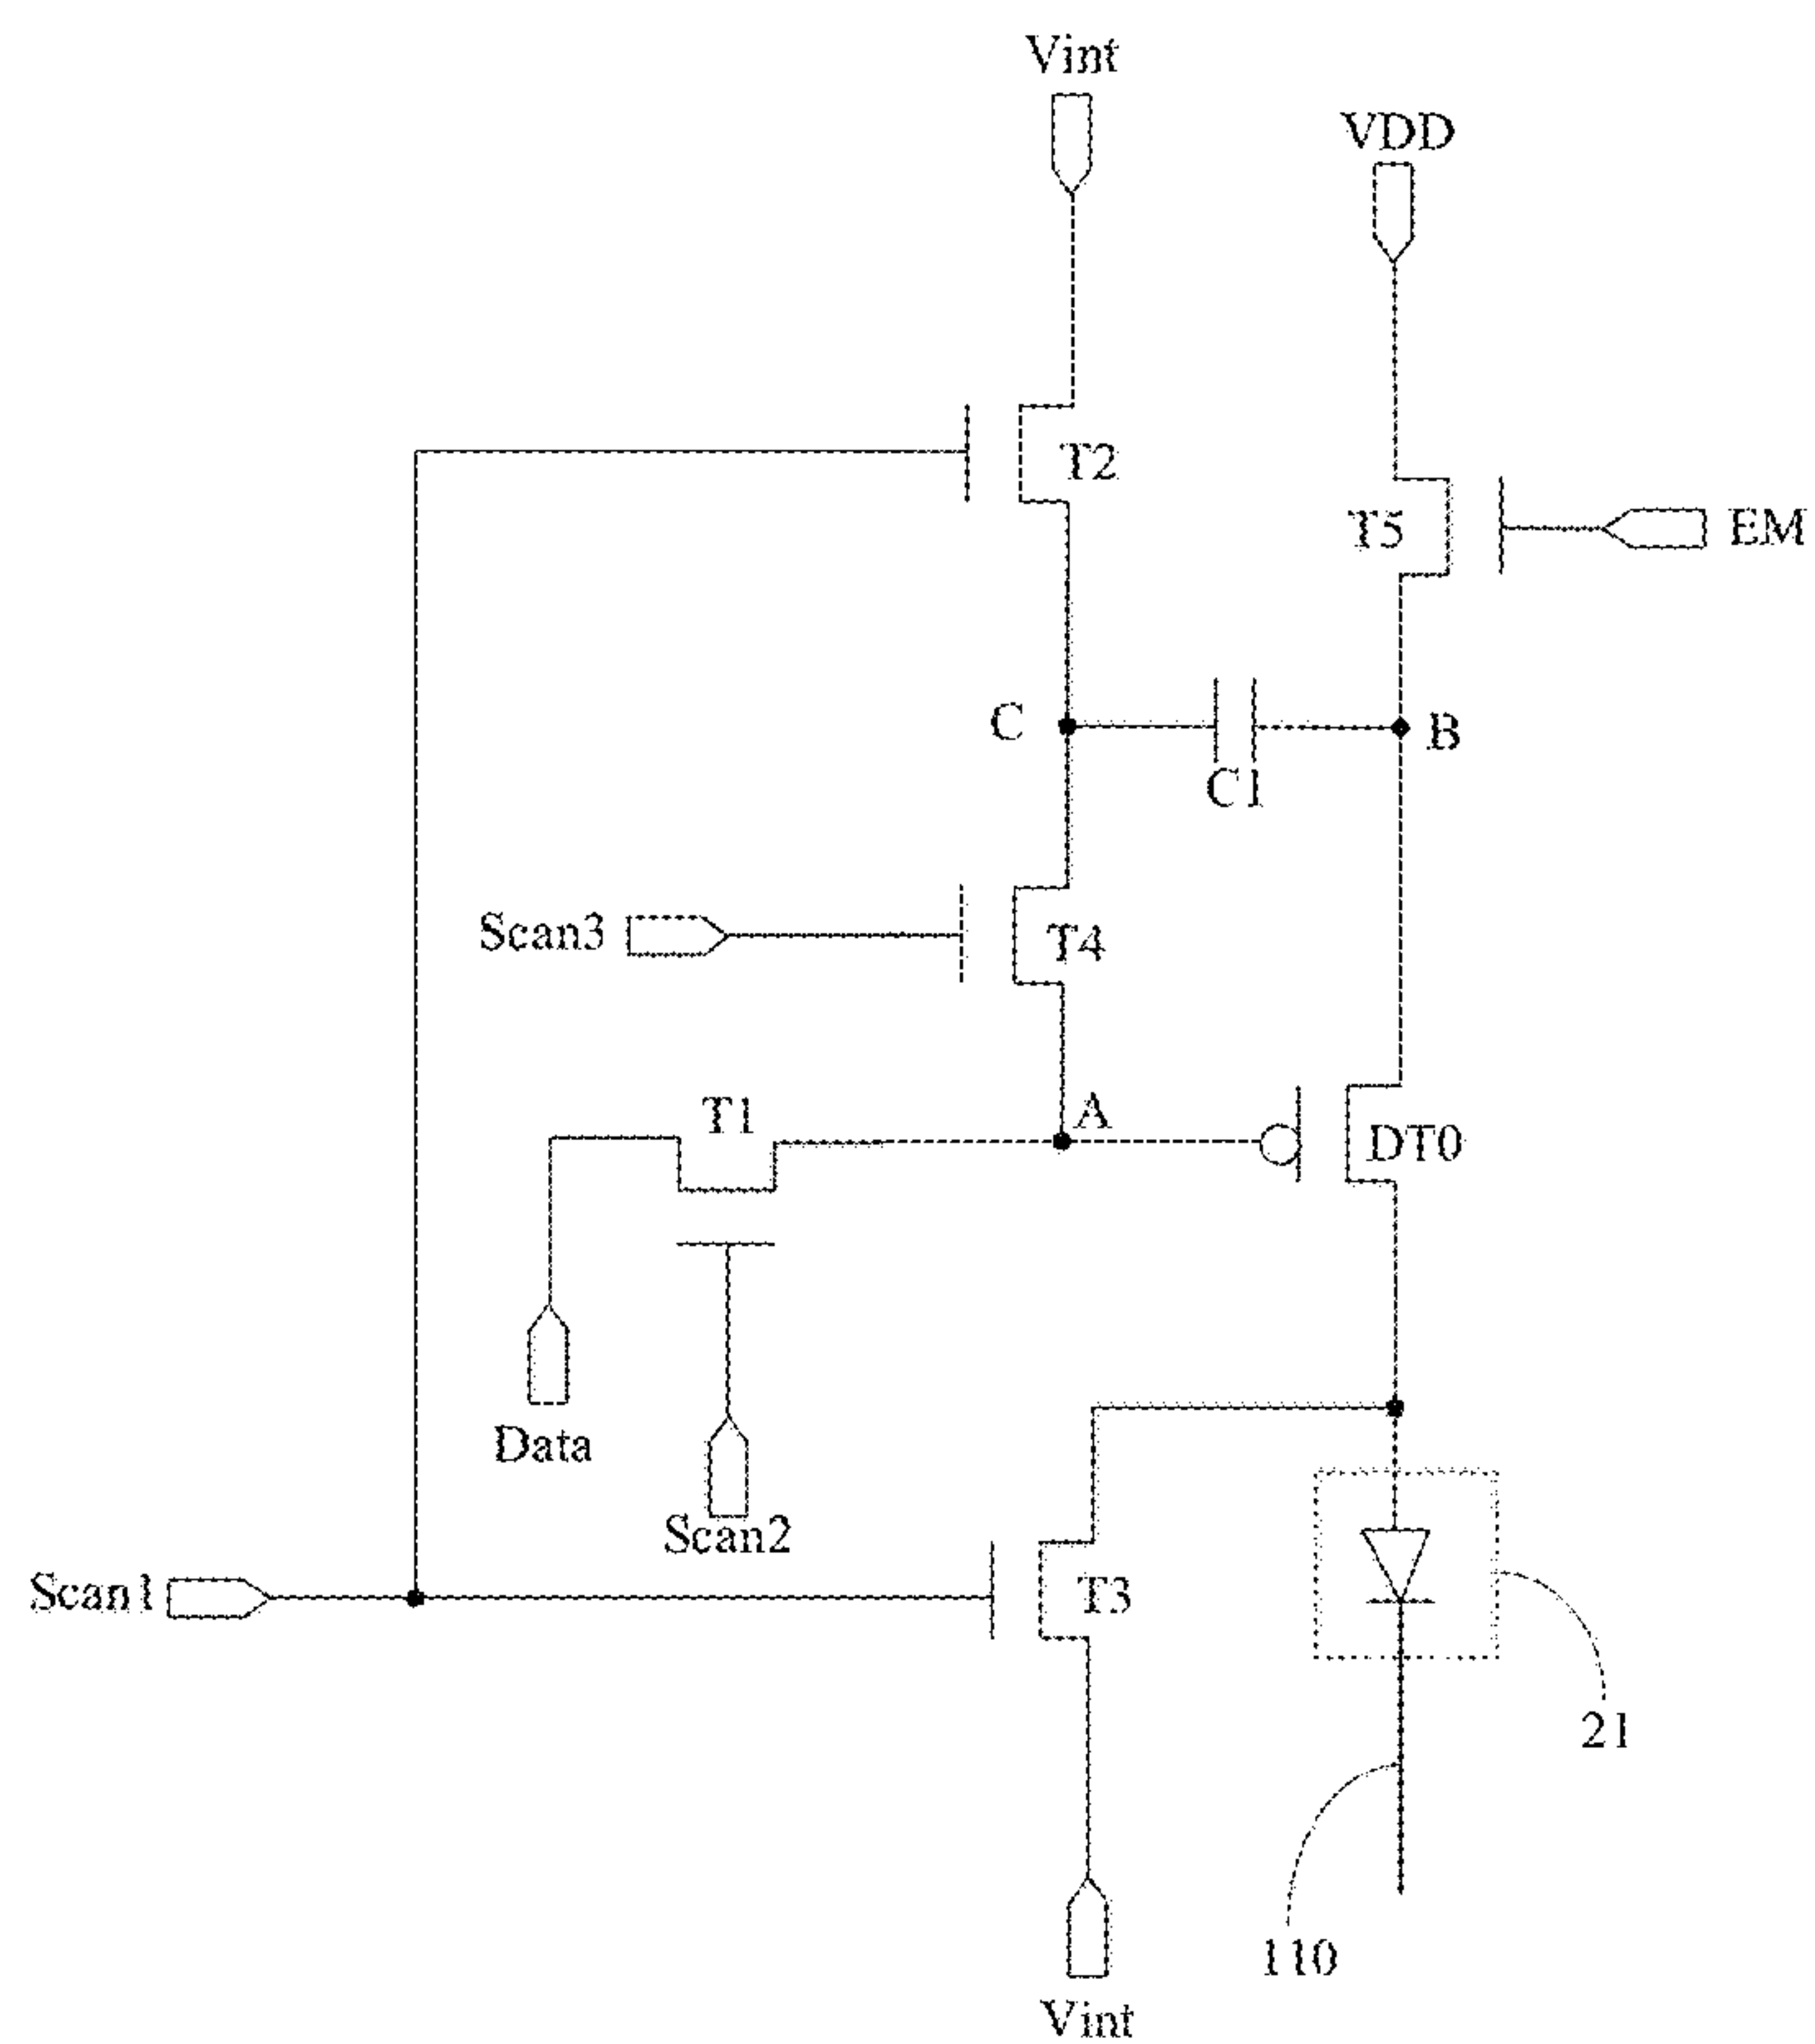 Vint
VDD
T2
T5
EM
C
B
C1
Scan3
T4
T1
A
DT0
Data
Scan2
Scan1
T3
21
110
Vint